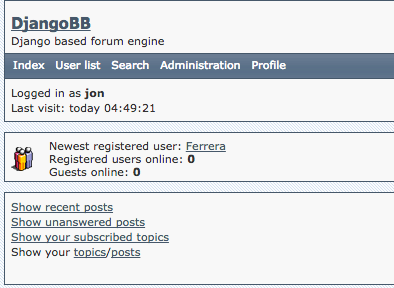 DjangoBB
Django based forum engine
Index User list Search Administration Profile
Logged in as jon
Last visit: today 04:49:21
Newest registered user: Ferrera
Registered users online: 0
Guests online: 0
Show recent posts
Show unanswered posts
Show your subscribed topics
Show your topics/posts